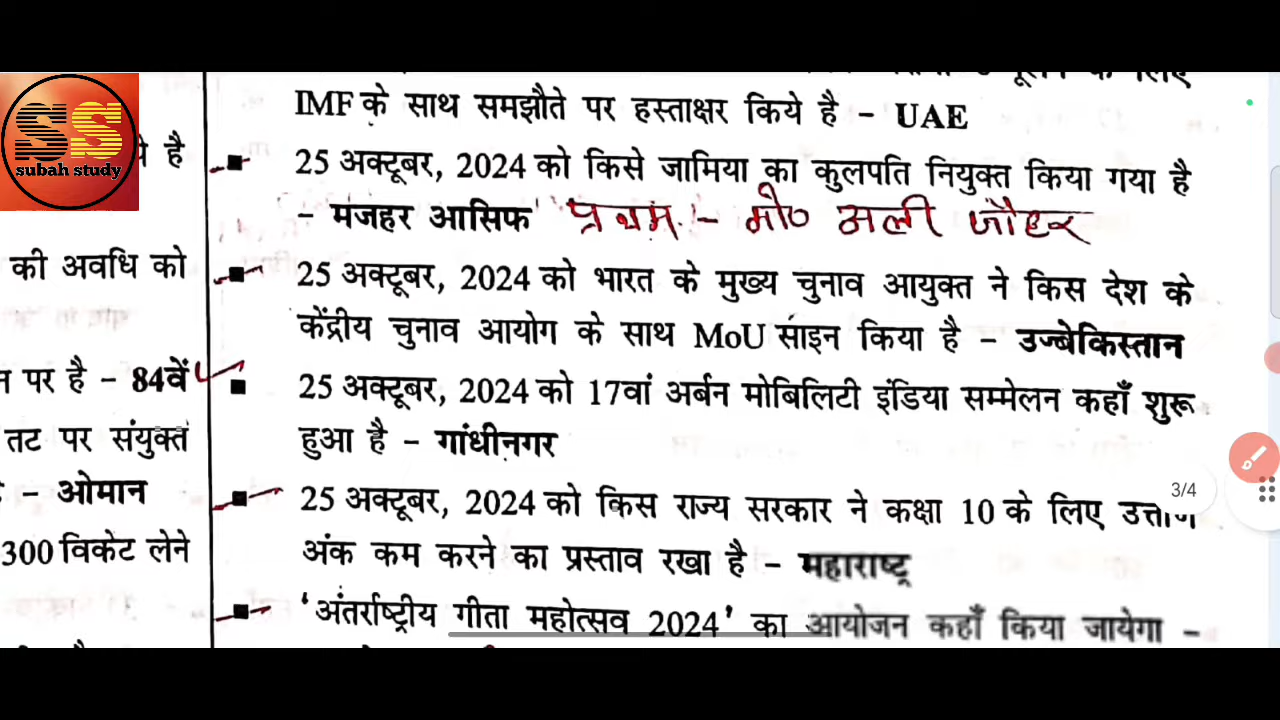 SS
subah study
है
की अवधि को
पर है – 84वें
तट पर संयुक्त
– ओमान
300 विकेट लेने
IMF के साथ समझौते पर हस्ताक्षर किये है – UAE
25 अक्टूबर, 2024 को किसे जामिया का कुलपति नियुक्त किया गया है
– मजहर आसिफ प्रथम :- मो० अली जौहर
25 अक्टूबर, 2024 को भारत के मुख्य चुनाव आयुक्त ने किस देश के
केंद्रीय चुनाव आयोग के साथ MoU साइन किया है – उज्बेकिस्तान
25 अक्टूबर, 2024 को 17वां अर्बन मोबिलिटी इंडिया सम्मेलन कहाँ शुरू
हुआ है – गांधीनगर
25 अक्टूबर, 2024 को किस राज्य सरकार ने कक्षा 10 के लिए
अंक कम करने का प्रस्ताव रखा है – महाराष्ट्र
‘अंतर्राष्ट्रीय गीता महोत्सव 2024’ का आयोजन कहाँ किया जायेगा –
3/4